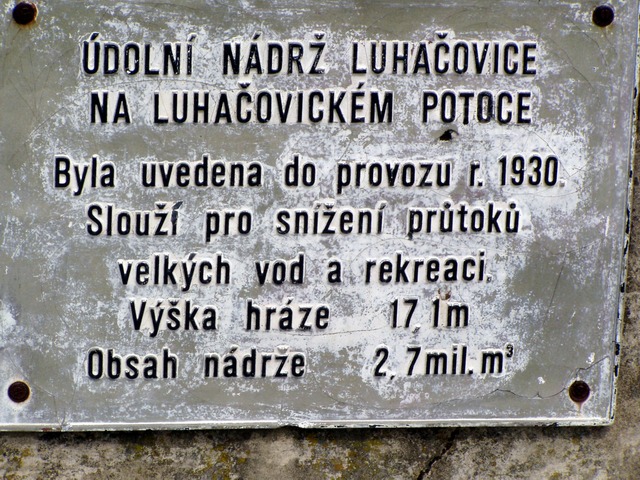 ÚDOLNÍ NÁDRŽ LUHAČOVICE
NA LUHAČOVICKÉM POTOCE
Byla uvedena do provozu r. 1930.
Slouží pro snížení průtoků
velkých vod a rekreaci.
Výška hráze 17,1m
Obsah nádrže 2,7mil.m³